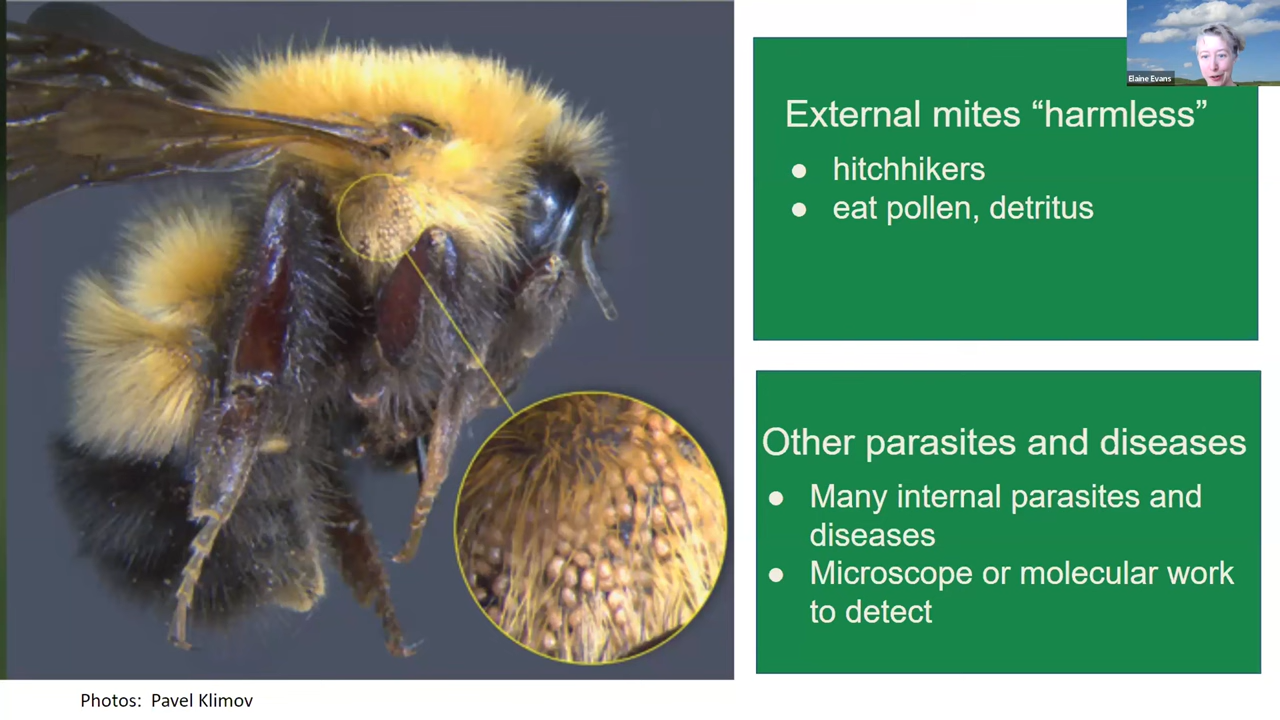 Elaine Evans
External mites “harmless”
● hitchhikers
● eat pollen, detritus
Other parasites and diseases
● Many internal parasites and
diseases
● Microscope or molecular work
to detect
Photos: Pavel Klimov